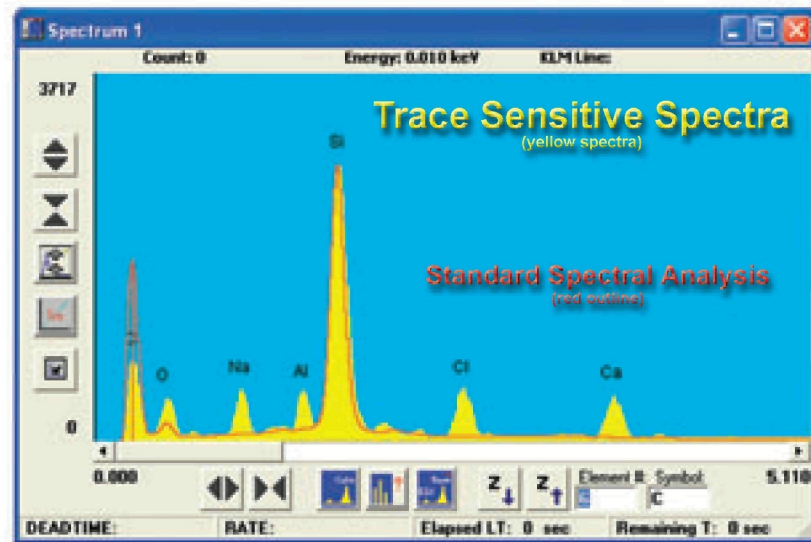 Spectrum 1
Count: 0 Energy: 0.010 keV KLM Line:
3717
Trace Sensitive Spectra
(yellow spectra)
Si
Standard Spectral Analysis
(red outline)
O Na Al Cl Ca
0
0.000 Z Z Element #: Symbol: 5.110
6 C
DEADTIME: RATE: Elapsed LT: 0 sec Remaining T: 0 sec